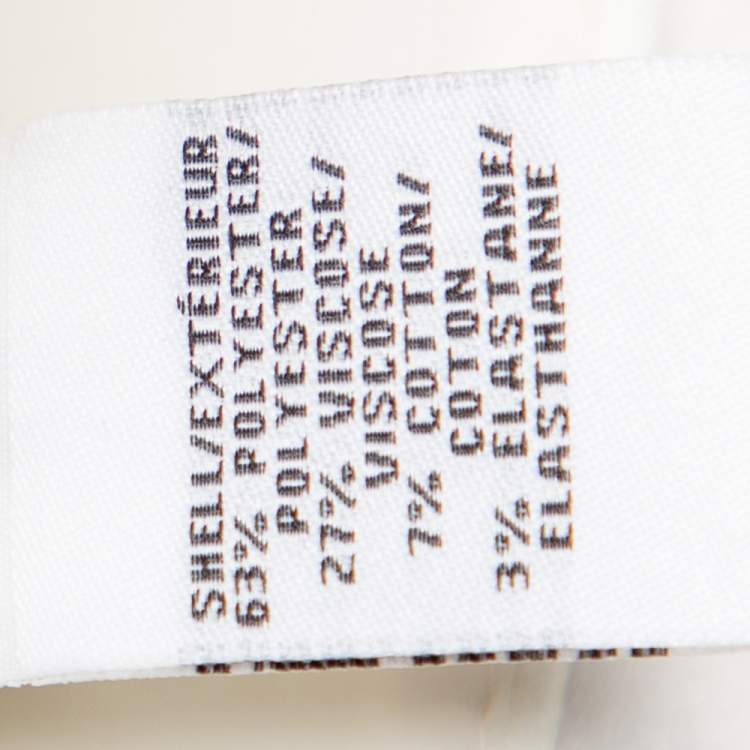 SHELL/EXTÉRIEUR
63% POLYESTER/
POLYESTER
27% VISCOSE/
VISCOSE
7% COTTON/
COTON
3% ELASTANE/
ELASTHANNE